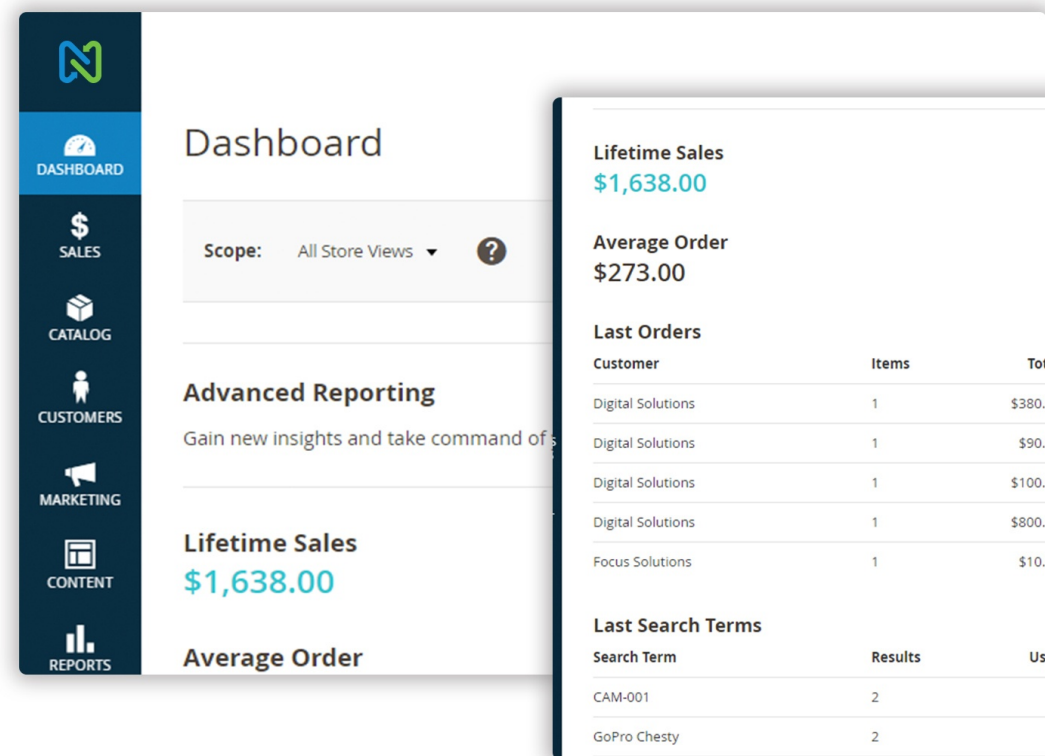 DASHBOARD
SALES
CATALOG
CUSTOMERS
MARKETING
CONTENT
REPORTS
Dashboard
Scope: All Store Views ?
Advanced Reporting
Gain new insights and take command of
Lifetime Sales
$1,638.00
Average Order
Lifetime Sales
$1,638.00
Average Order
$273.00
Last Orders
Customer Items Tot
Digital Solutions 1 $380.
Digital Solutions 1 $90.
Digital Solutions 1 $100.
Digital Solutions 1 $800.
Focus Solutions 1 $10.
Last Search Terms
Search Term Results Us
CAM-001 2
GoPro Chesty 2